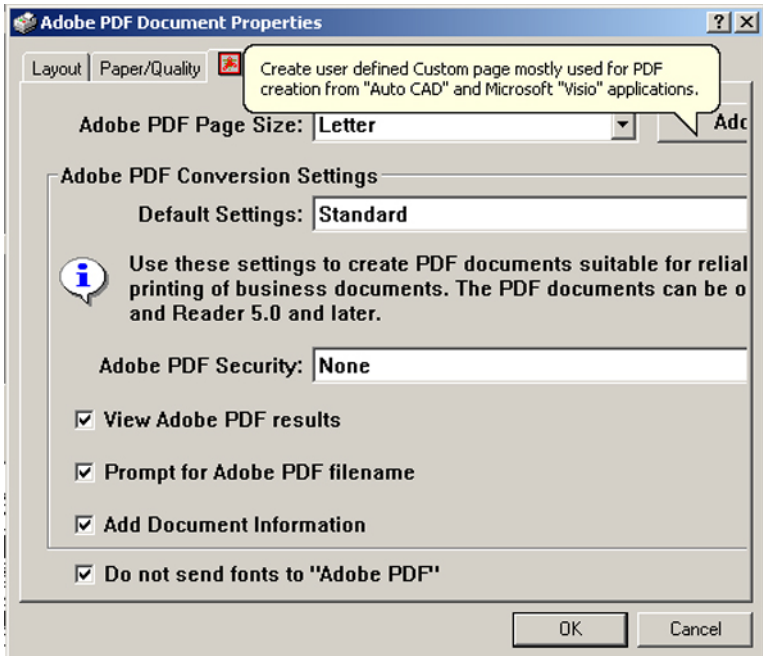 Adobe PDF Document Properties
Layout Paper/Quality
Create user defined Custom page mostly used for PDF
creation from "Auto CAD" and Microsoft "Visio" applications.
Adobe PDF Page Size: Letter
Adobe PDF Conversion Settings
Default Settings: Standard
Use these settings to create PDF documents suitable for
printing of business documents. The PDF documents can be
and Reader 5.0 and later.
Adobe PDF Security: None
View Adobe PDF results
Prompt for Adobe PDF filename
Add Document Information
Do not send fonts to "Adobe PDF"
OK Cancel